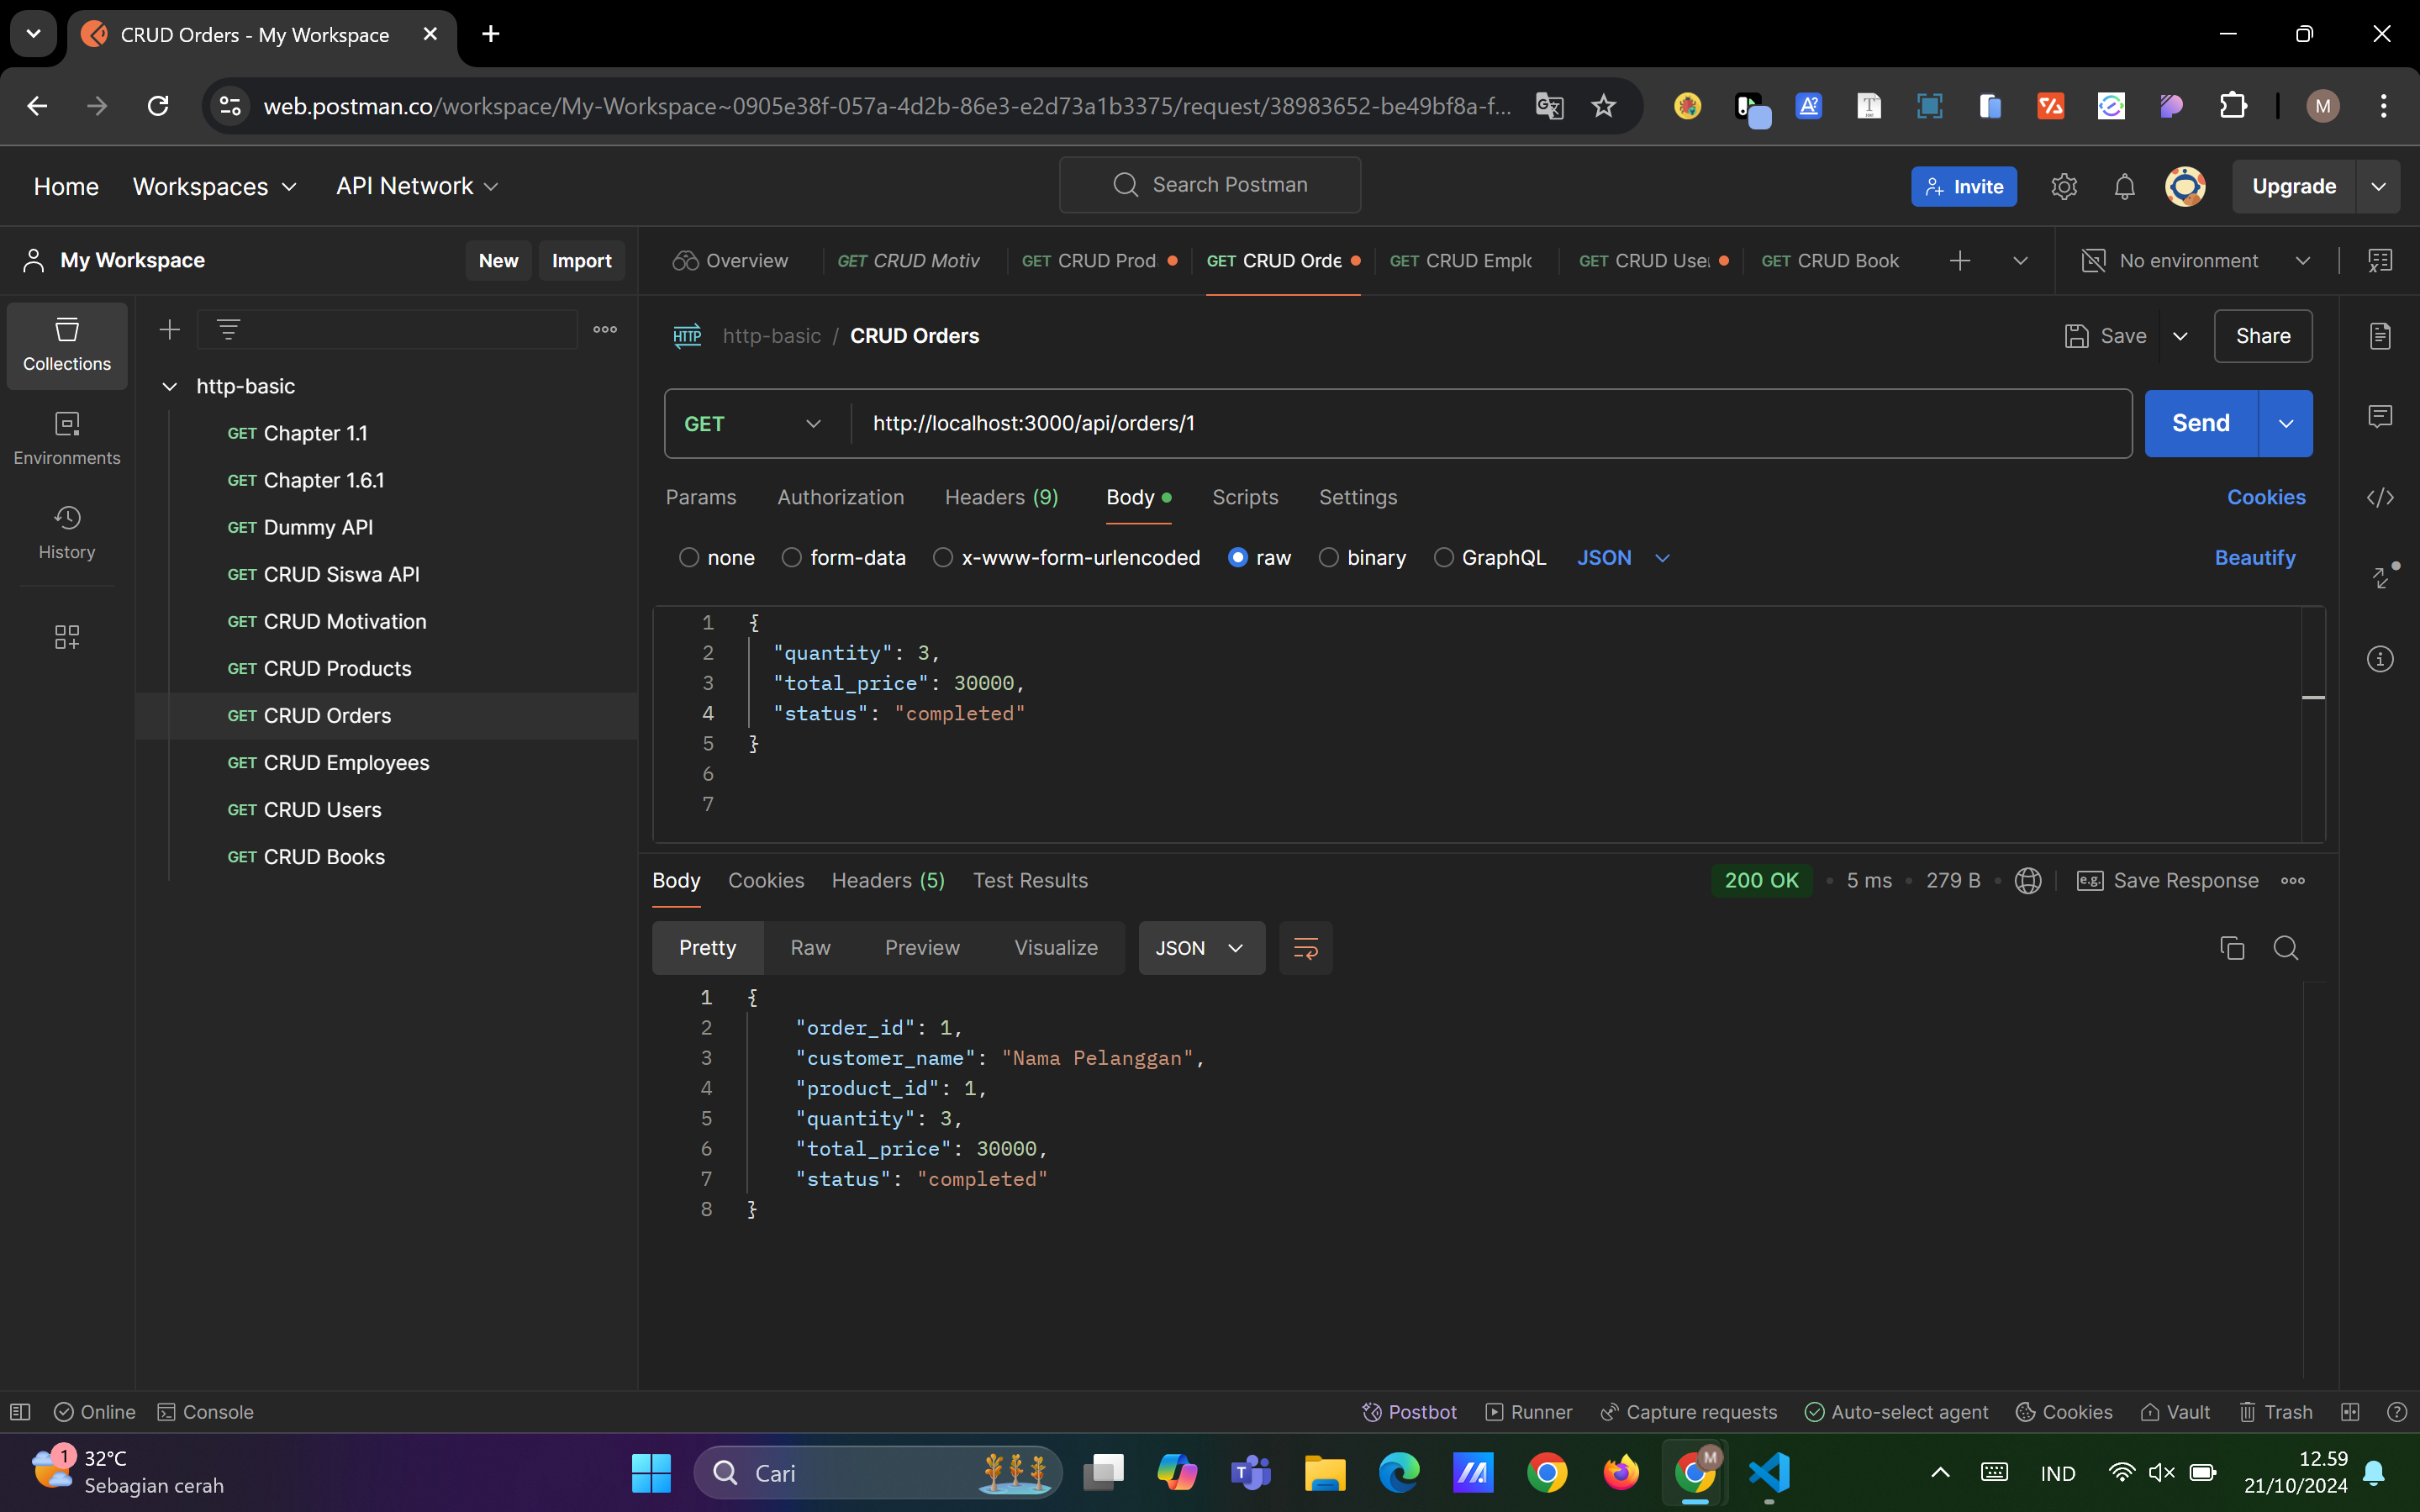 CRUD Orders - My Workspace
web.postman.co/workspace/My-Workspace~0905e38f-057a-4d2b-86e3-e2d73a1b3375/request/38983652-be49bf8a-f...
M
Home Workspaces API Network
Search Postman
Invite
Upgrade
My Workspace
New Import
Overview
GET CRUD Motiv
GET CRUD Prod
GET CRUD Orde
GET CRUD Emplo
GET CRUD Use
GET CRUD Book
No environment
Collections
Environments
History
http-basic
GET Chapter 1.1
GET Chapter 1.6.1
GET Dummy API
GET CRUD Siswa API
GET CRUD Motivation
GET CRUD Products
GET CRUD Orders
GET CRUD Employees
GET CRUD Users
GET CRUD Books
HTTP http-basic / CRUD Orders
Save Share
GET http://localhost:3000/api/orders/1
Send
Params Authorization Headers (9) Body Scripts Settings Cookies
none form-data x-www-form-urlencoded raw binary GraphQL JSON Beautify
1 {
2 "quantity": 3,
3 "total_price": 30000,
4 "status": "completed"
5 }
6
7
Body Cookies Headers (5) Test Results
200 OK 5 ms 279 B e.g. Save Response
Pretty Raw Preview Visualize JSON
1 {
2 "order_id": 1,
3 "customer_name": "Nama Pelanggan",
4 "product_id": 1,
5 "quantity": 3,
6 "total_price": 30000,
7 "status": "completed"
8 }
Online Console
Postbot Runner Capture requests Auto-select agent Cookies Vault Trash
1
32°C
Sebagian cerah
Cari
M
IND
12.59
21/10/2024